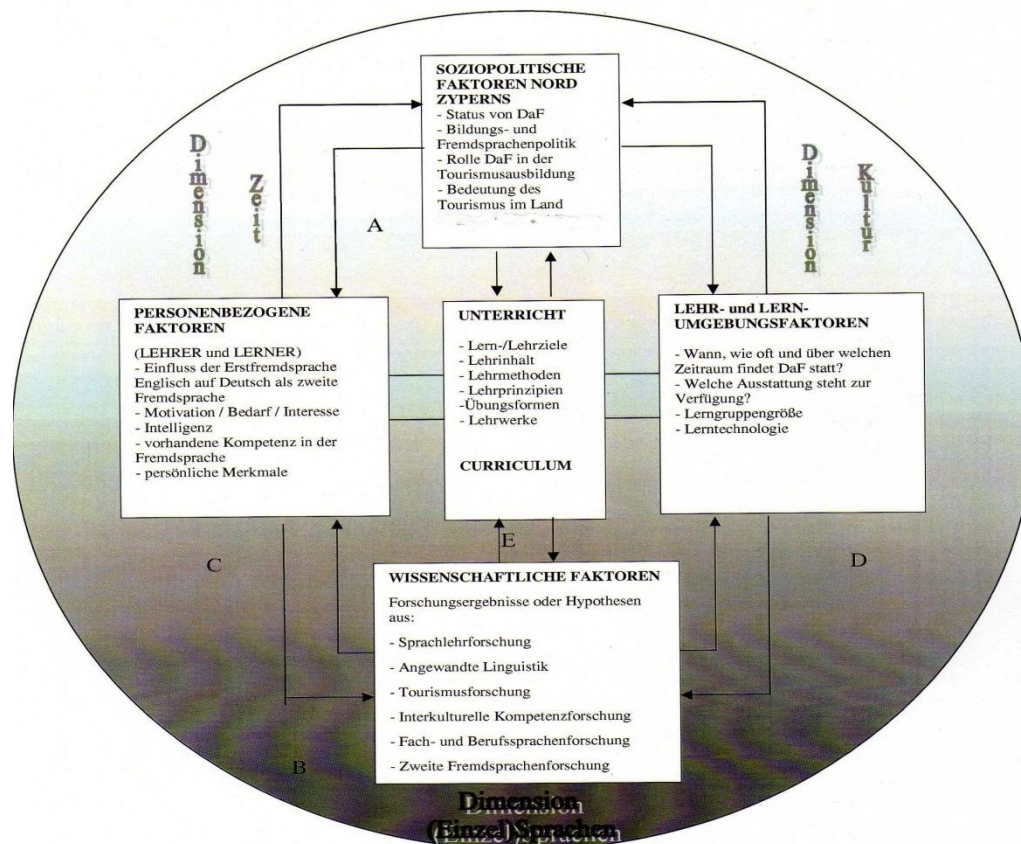 SOZIOPOLITISCHE
FAKTOREN NORD
ZYPERNS
- Status von DaF
- Bildungs- und
Fremdsprachenpolitik
- Rolle DaF in der
Tourismusausbildung
- Bedeutung des
Tourismus im Land
Dimension
Zeit
Dimension
Kultur
A
PERSONENBEZOGENE
FAKTOREN
(LEHRER und LERNER)
- Einfluss der Erstfremdsprache
Englisch auf Deutsch als zweite
Fremdsprache
- Motivation / Bedarf / Interesse
- Intelligenz
- vorhandene Kompetenz in der
Fremdsprache
- persönliche Merkmale
UNTERRICHT
- Lern-/Lehrziele
- Lehrinhalt
- Lehrmethoden
- Lehrprinzipien
-Übungsformen
- Lehrwerke
CURRICULUM
LEHR- und LERN-
UMGEBUNGSFAKTOREN
- Wann, wie oft und über welchen
Zeitraum findet DaF statt?
- Welche Ausstattung steht zur
Verfügung?
- Lerngruppengröße
- Lerntechnologie
E
C
D
WISSENSCHAFTLICHE FAKTOREN
Forschungsergebnisse oder Hypothesen
aus:
- Sprachlehrforschung
- Angewandte Linguistik
- Tourismusforschung
- Interkulturelle Kompetenzforschung
- Fach- und Berufssprachenforschung
- Zweite Fremdsprachenforschung
B
Dimension
(Einzel)Sprachen